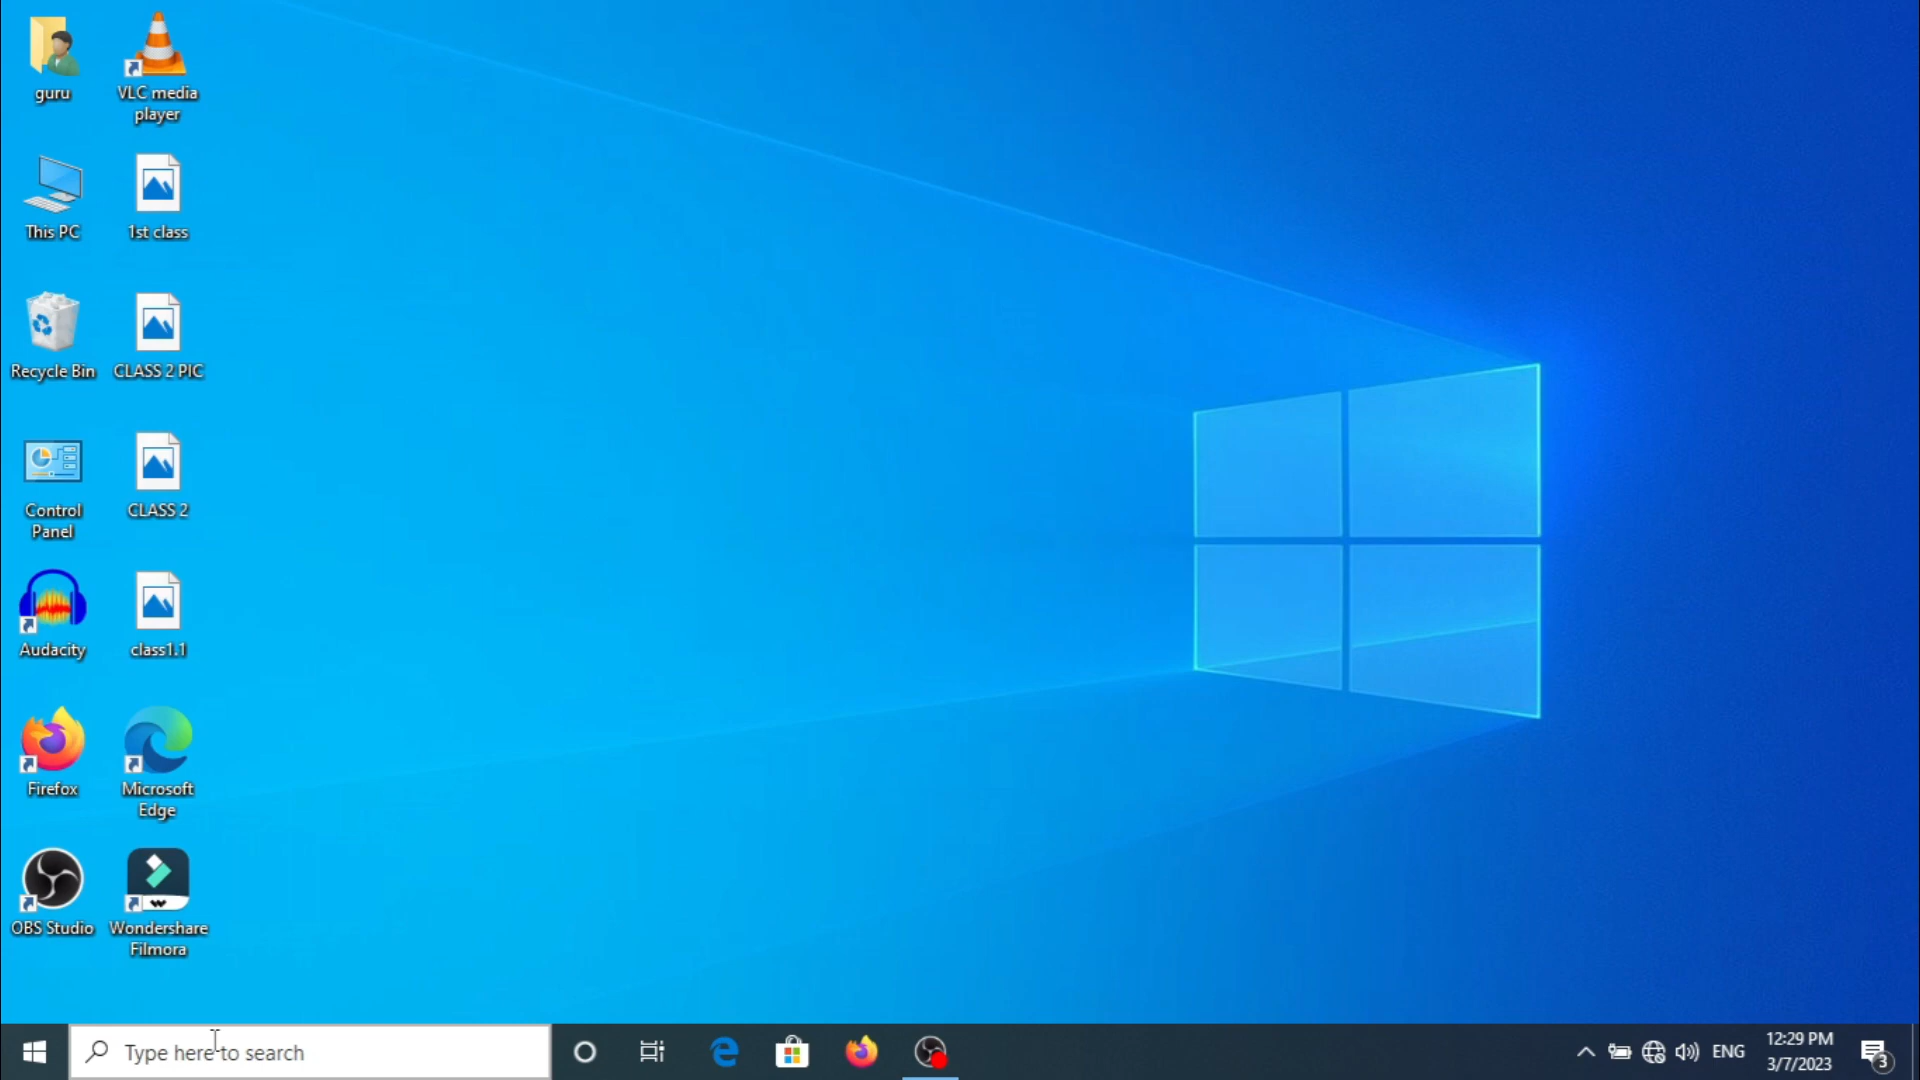 guru
VLC media
player
This PC
1st class
Recycle Bin
CLASS 2 PIC
Control
Panel
CLASS 2
Audacity
class1.1
Firefox
Microsoft
Edge
OBS Studio
Wondershare
Filmora
Type here to search
ENG
12:29 PM
3/7/2023
3